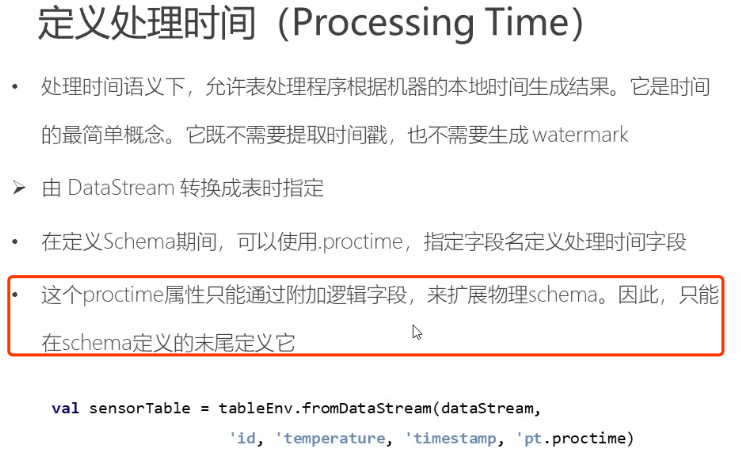 定义处理时间（Processing Time）
• 处理时间语义下，允许表处理程序根据机器的本地时间生成结果。它是时间
的最简单概念。它既不需要提取时间戳，也不需要生成 watermark
➢ 由 DataStream 转换成表时指定
• 在定义Schema期间，可以使用.proctime，指定字段名定义处理时间字段
• 这个proctime属性只能通过附加逻辑字段，来扩展物理schema。因此，只能
在schema定义的末尾定义它
val sensorTable = tableEnv.fromDataStream(dataStream,
'id, 'temperature, 'timestamp, 'pt.proctime)